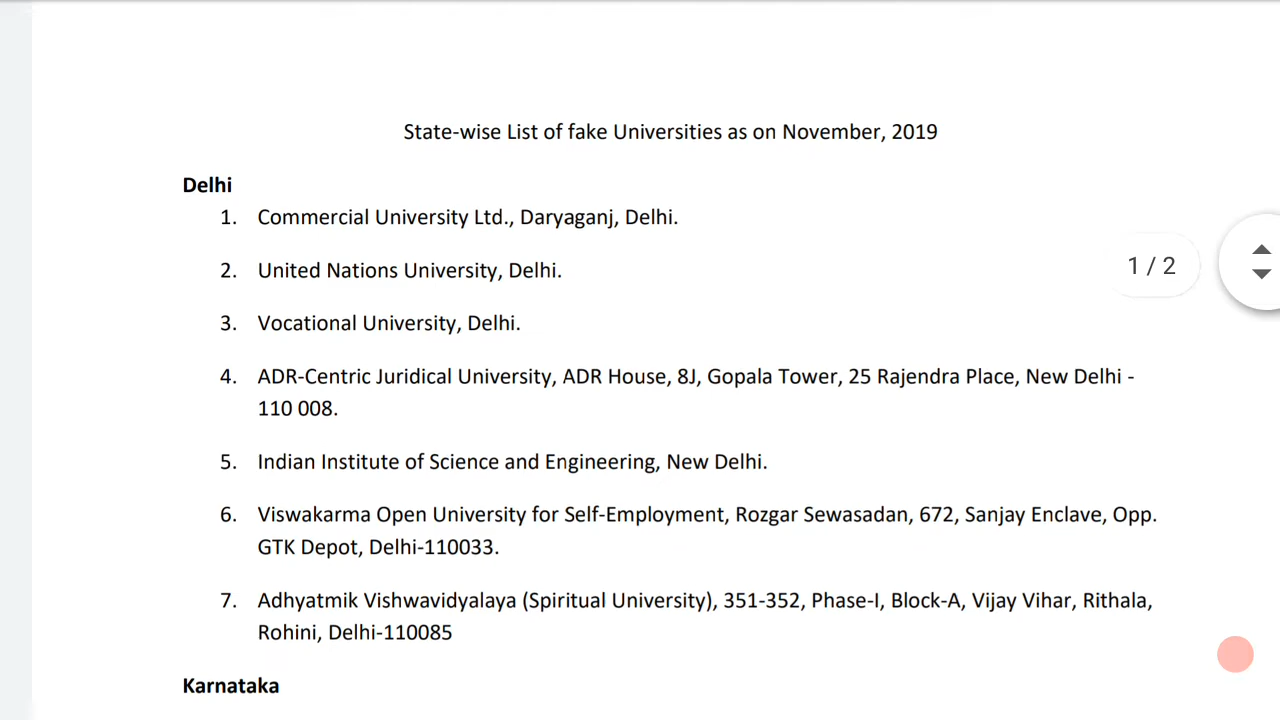 State-wise List of fake Universities as on November, 2019
Delhi
1. Commercial University Ltd., Daryaganj, Delhi.
2. United Nations University, Delhi.
1 / 2
3. Vocational University, Delhi.
4. ADR-Centric Juridical University, ADR House, 8J, Gopala Tower, 25 Rajendra Place, New Delhi -
110 008.
5. Indian Institute of Science and Engineering, New Delhi.
6. Viswakarma Open University for Self-Employment, Rozgar Sewasadan, 672, Sanjay Enclave, Opp.
GTK Depot, Delhi-110033.
7. Adhyatmik Vishwavidyalaya (Spiritual University), 351-352, Phase-I, Block-A, Vijay Vihar, Rithala,
Rohini, Delhi-110085
Karnataka